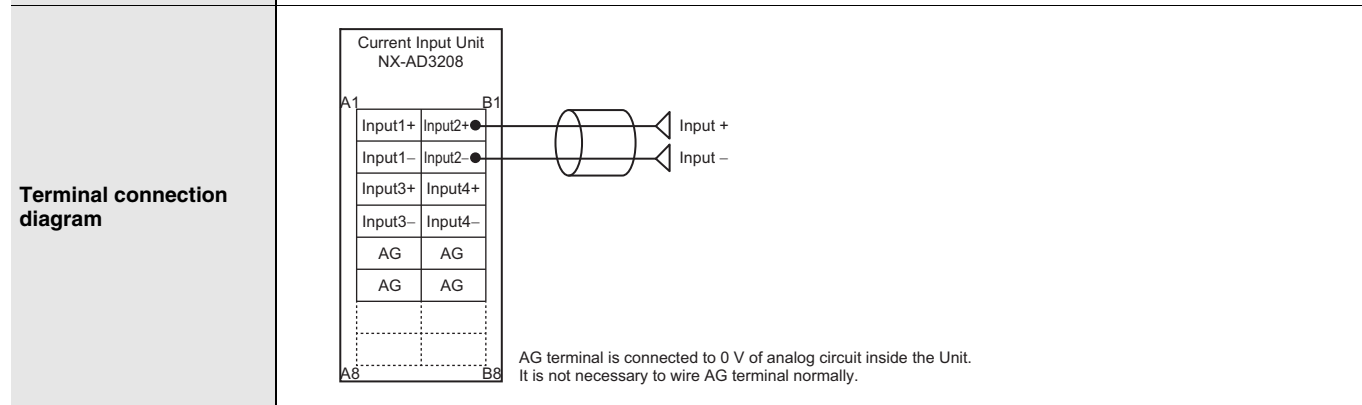 Terminal connection
diagram
Current Input Unit
NX-AD3208
A1 B1
Input1+ Input2+ Input +
Input1– Input2– Input –
Input3+ Input4+
Input3– Input4–
AG AG
AG AG
A8 B8
AG terminal is connected to 0 V of analog circuit inside the Unit.
It is not necessary to wire AG terminal normally.